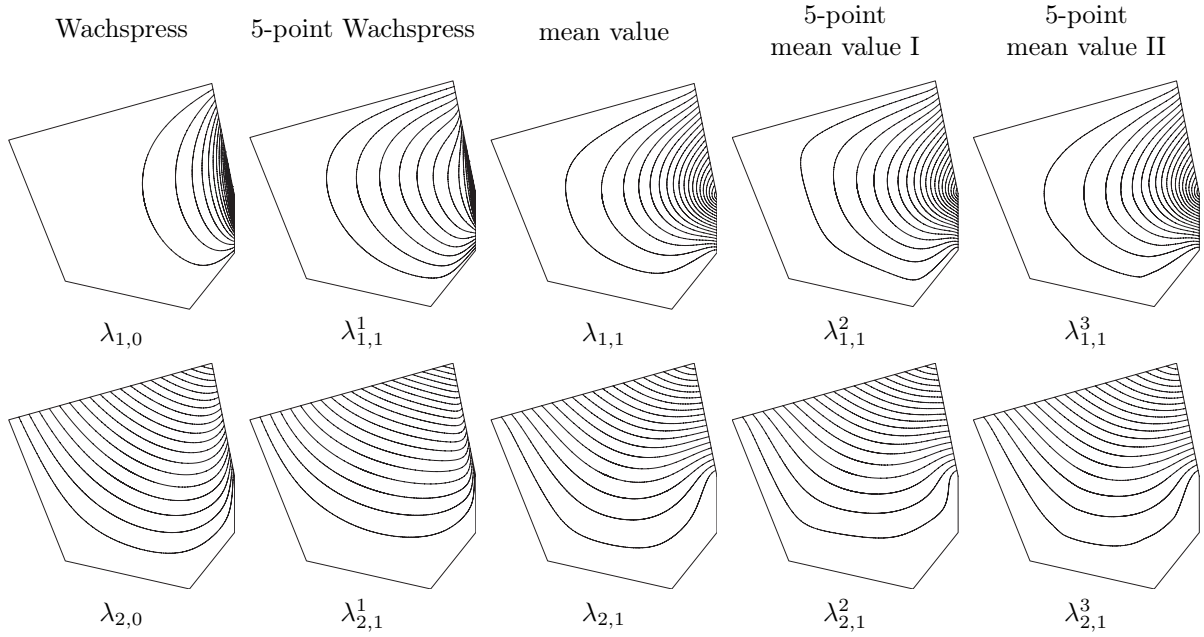 Wachspress
5-point Wachspress
mean value
5-point
mean value I
5-point
mean value II
λ₁,₀
λ¹₁,₁
λ₁,₁
λ²₁,₁
λ³₁,₁
λ₂,₀
λ¹₂,₁
λ₂,₁
λ²₂,₁
λ³₂,₁